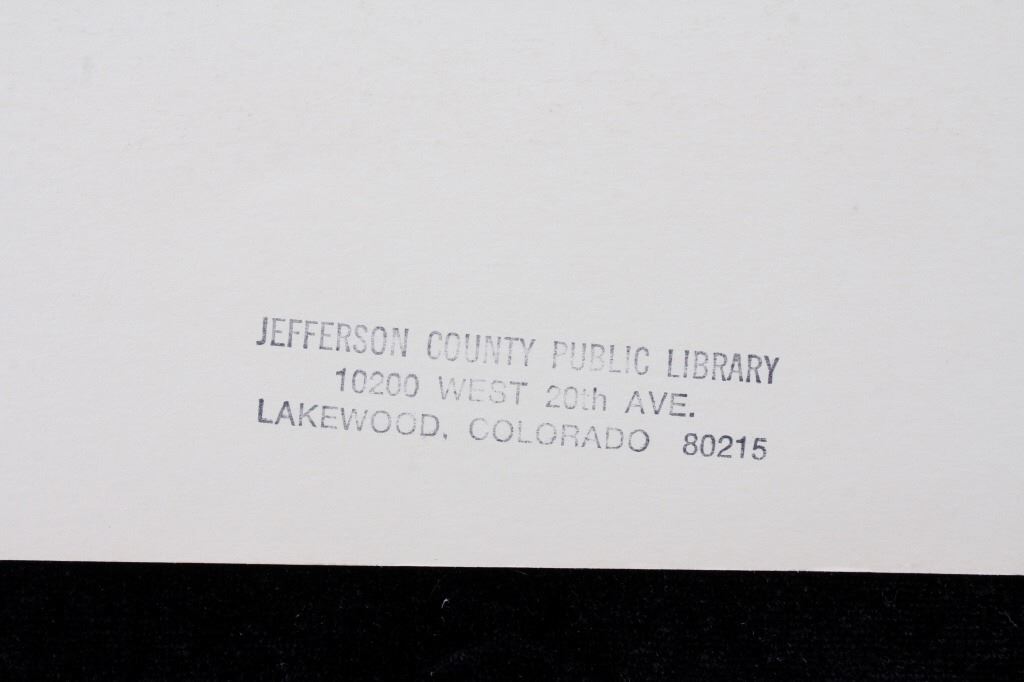 JEFFERSON COUNTY PUBLIC LIBRARY
10200 WEST 20th AVE.
LAKEWOOD, COLORADO 80215